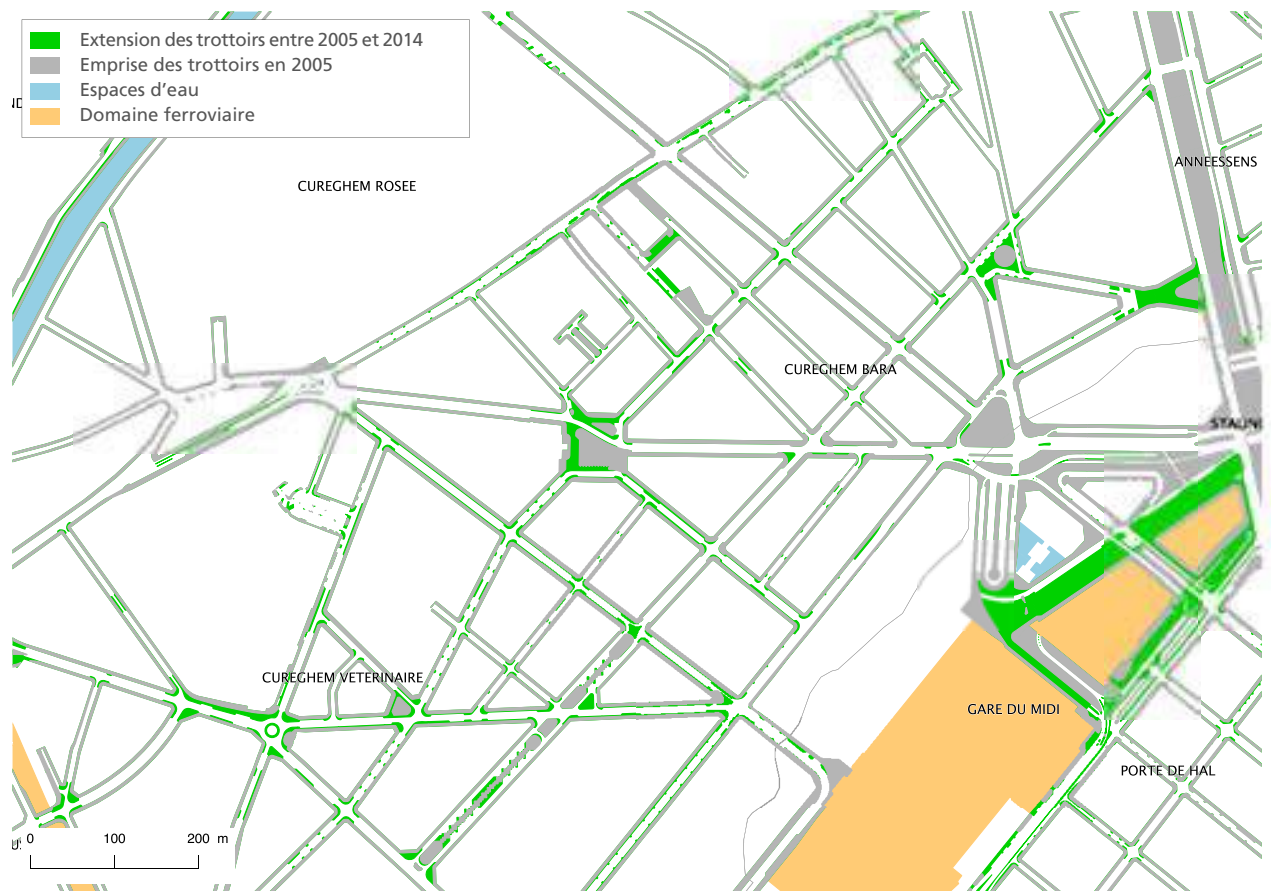 Extension des trottoirs entre 2005 et 2014
Emprise des trottoirs en 2005
Espaces d'eau
Domaine ferroviaire
ANNEESSENS
CUREGHEM ROSEE
CUREGHEM BARA
CUREGHEM VETERINAIRE
GARE DU MIDI
PORTE DE HAL
0 100 200 m